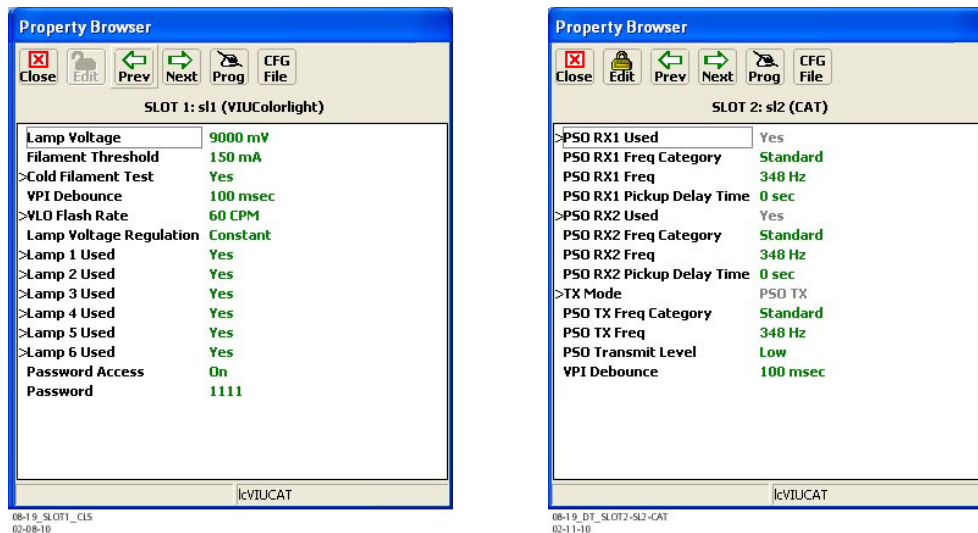 Property Browser
Close Edit Prev Next Prog CFG File
SLOT 1: sl1 (VIUColorlight)
Lamp Voltage 9000 mV
Filament Threshold 150 mA
>Cold Filament Test Yes
VPI Debounce 100 msec
>VLO Flash Rate 60 CPM
Lamp Voltage Regulation Constant
>Lamp 1 Used Yes
>Lamp 2 Used Yes
>Lamp 3 Used Yes
>Lamp 4 Used Yes
>Lamp 5 Used Yes
>Lamp 6 Used Yes
Password Access On
Password 1111
lcVIUCAT
08-19_SLOT1_CLS
02-08-10
Property Browser
Close Edit Prev Next Prog CFG File
SLOT 2: sl2 (CAT)
>PSO RX1 Used Yes
PSO RX1 Freq Category Standard
PSO RX1 Freq 348 Hz
PSO RX1 Pickup Delay Time 0 sec
>PSO RX2 Used Yes
PSO RX2 Freq Category Standard
PSO RX2 Freq 348 Hz
PSO RX2 Pickup Delay Time 0 sec
>TX Mode PSO TX
PSO TX Freq Category Standard
PSO TX Freq 348 Hz
PSO Transmit Level Low
VPI Debounce 100 msec
lcVIUCAT
08-19_DT_SLOT2-SL2-CAT
02-11-10